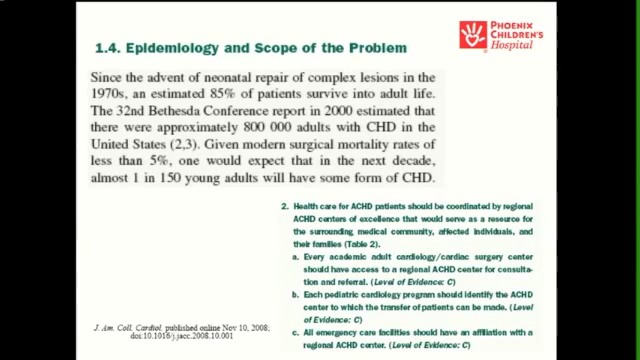 PHOENIX
CHILDREN'S
Hospital
1.4. Epidemiology and Scope of the Problem
Since the advent of neonatal repair of complex lesions in the
1970s, an estimated 85% of patients survive into adult life.
The 32nd Bethesda Conference report in 2000 estimated that
there were approximately 800 000 adults with CHD in the
United States (2,3). Given modern surgical mortality rates of
less than 5%, one would expect that in the next decade,
almost 1 in 150 young adults will have some form of CHD.
2. Health care for ACHD patients should be coordinated by regional
ACHD centers of excellence that would serve as a resource for
the surrounding medical community, affected individuals, and
their families (Table 2).
a. Every academic adult cardiology/cardiac surgery center
should have access to a regional ACHD center for consulta-
tion and referral. (Level of Evidence: C)
b. Each pediatric cardiology program should identify the ACHD
center to which the transfer of patients can be made. (Level
of Evidence: C)
c. All emergency care facilities should have an affiliation with a
regional ACHD center. (Level of Evidence: C)
J. Am. Coll. Cardiol. published online Nov 10, 2008;
doi:10.1016/j.jacc.2008.10.001